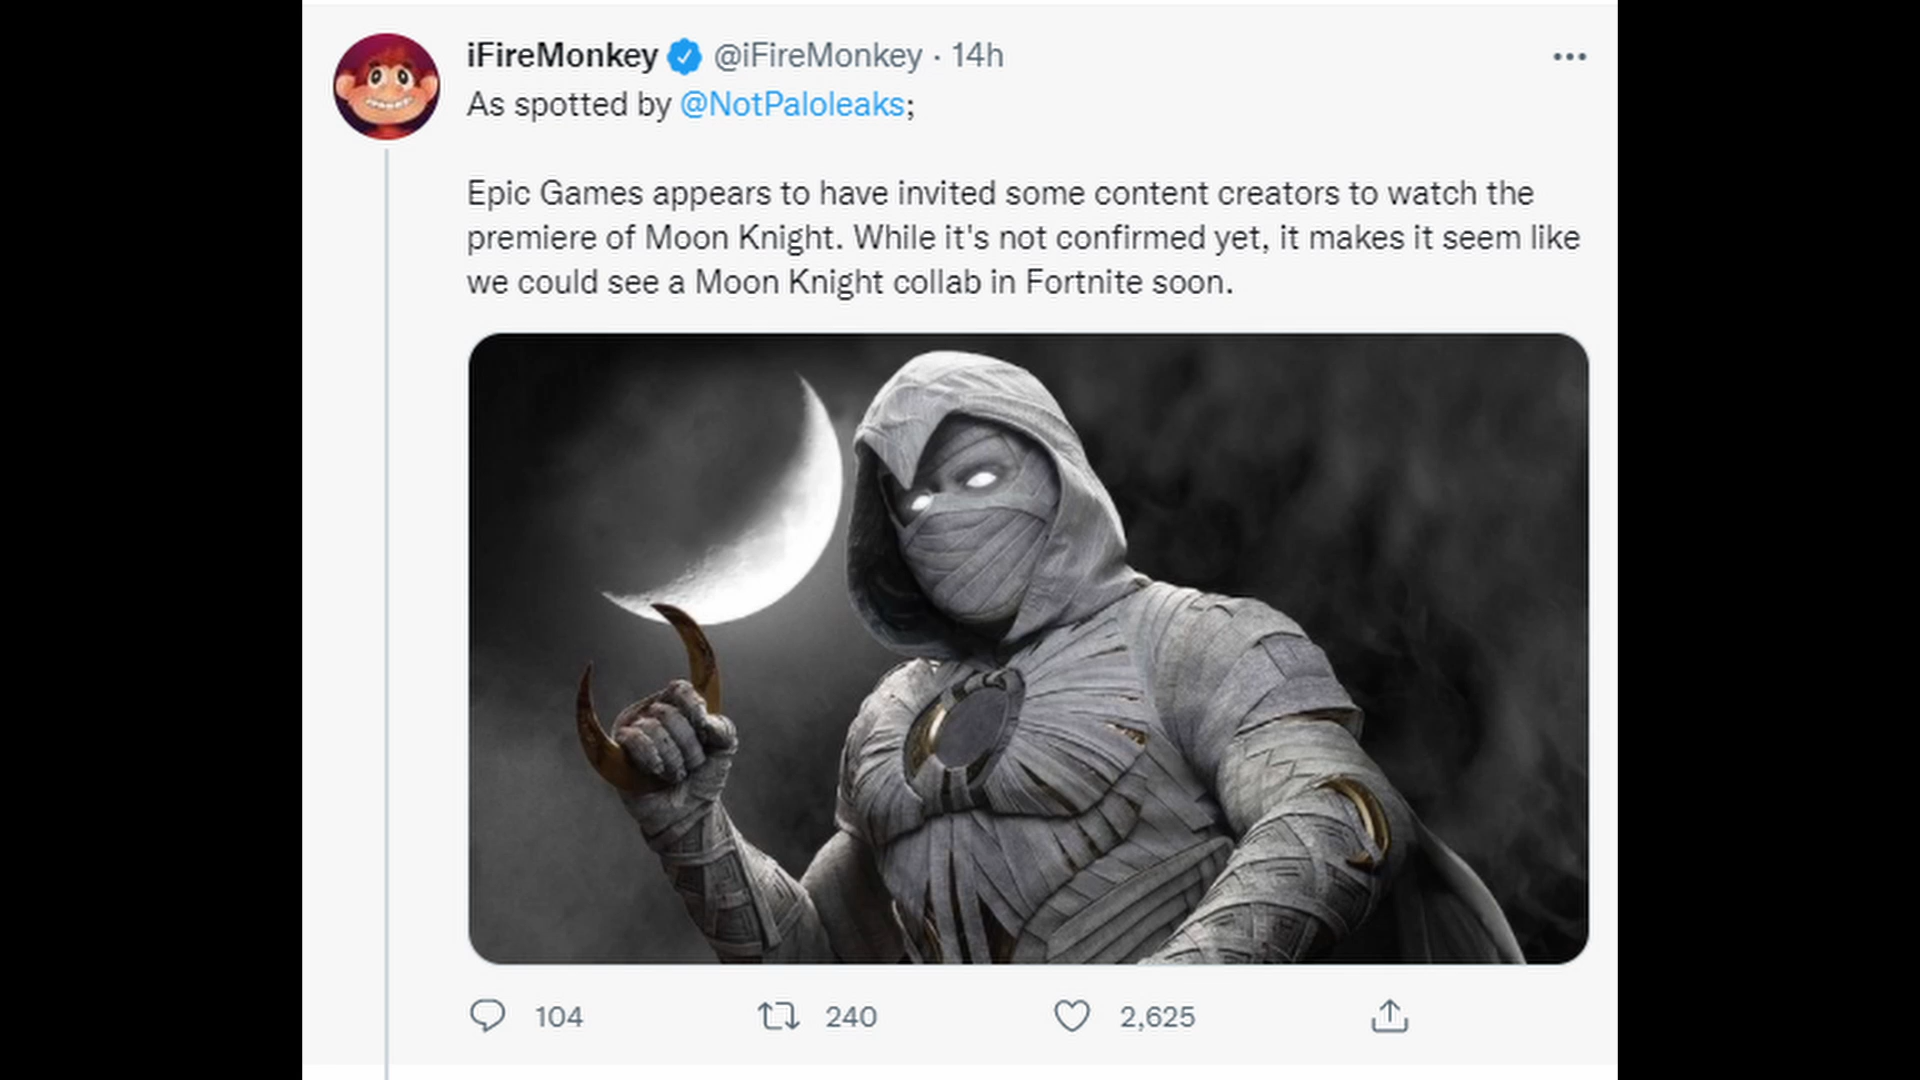 iFireMonkey @iFireMonkey · 14h
As spotted by @NotPaloleaks;
Epic Games appears to have invited some content creators to watch the
premiere of Moon Knight. While it's not confirmed yet, it makes it seem like
we could see a Moon Knight collab in Fortnite soon.
104 240 2,625